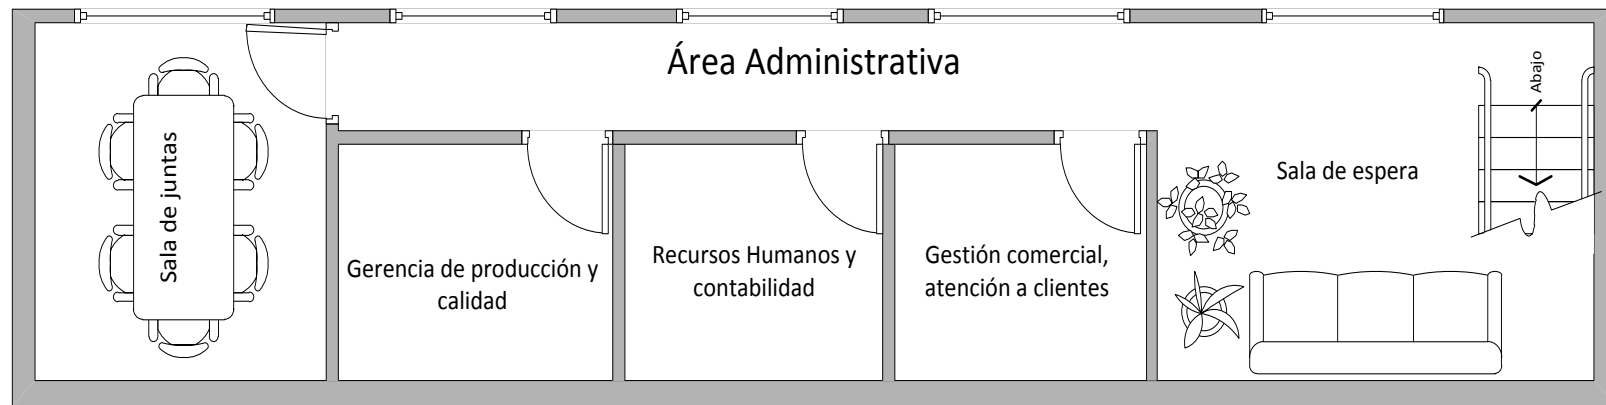 Área Administrativa
Abajo
Sala de juntas
Sala de espera
Gerencia de producción y
calidad
Recursos Humanos y
contabilidad
Gestión comercial,
atención a clientes